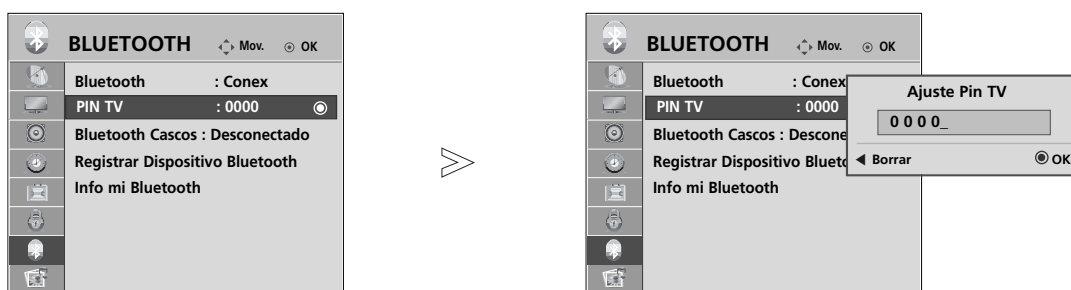 BLUETOOTH Mov. OK
Bluetooth : Conex
PIN TV : 0000
Bluetooth Cascos : Desconectado
Registrar Dispositivo Bluetooth
Info mi Bluetooth
BLUETOOTH Mov. OK
Bluetooth : Conex
PIN TV : 0000
Bluetooth Cascos : Descone
Registrar Dispositivo Blueto
Info mi Bluetooth
Ajuste Pin TV
0 0 0 0_
Borrar OK